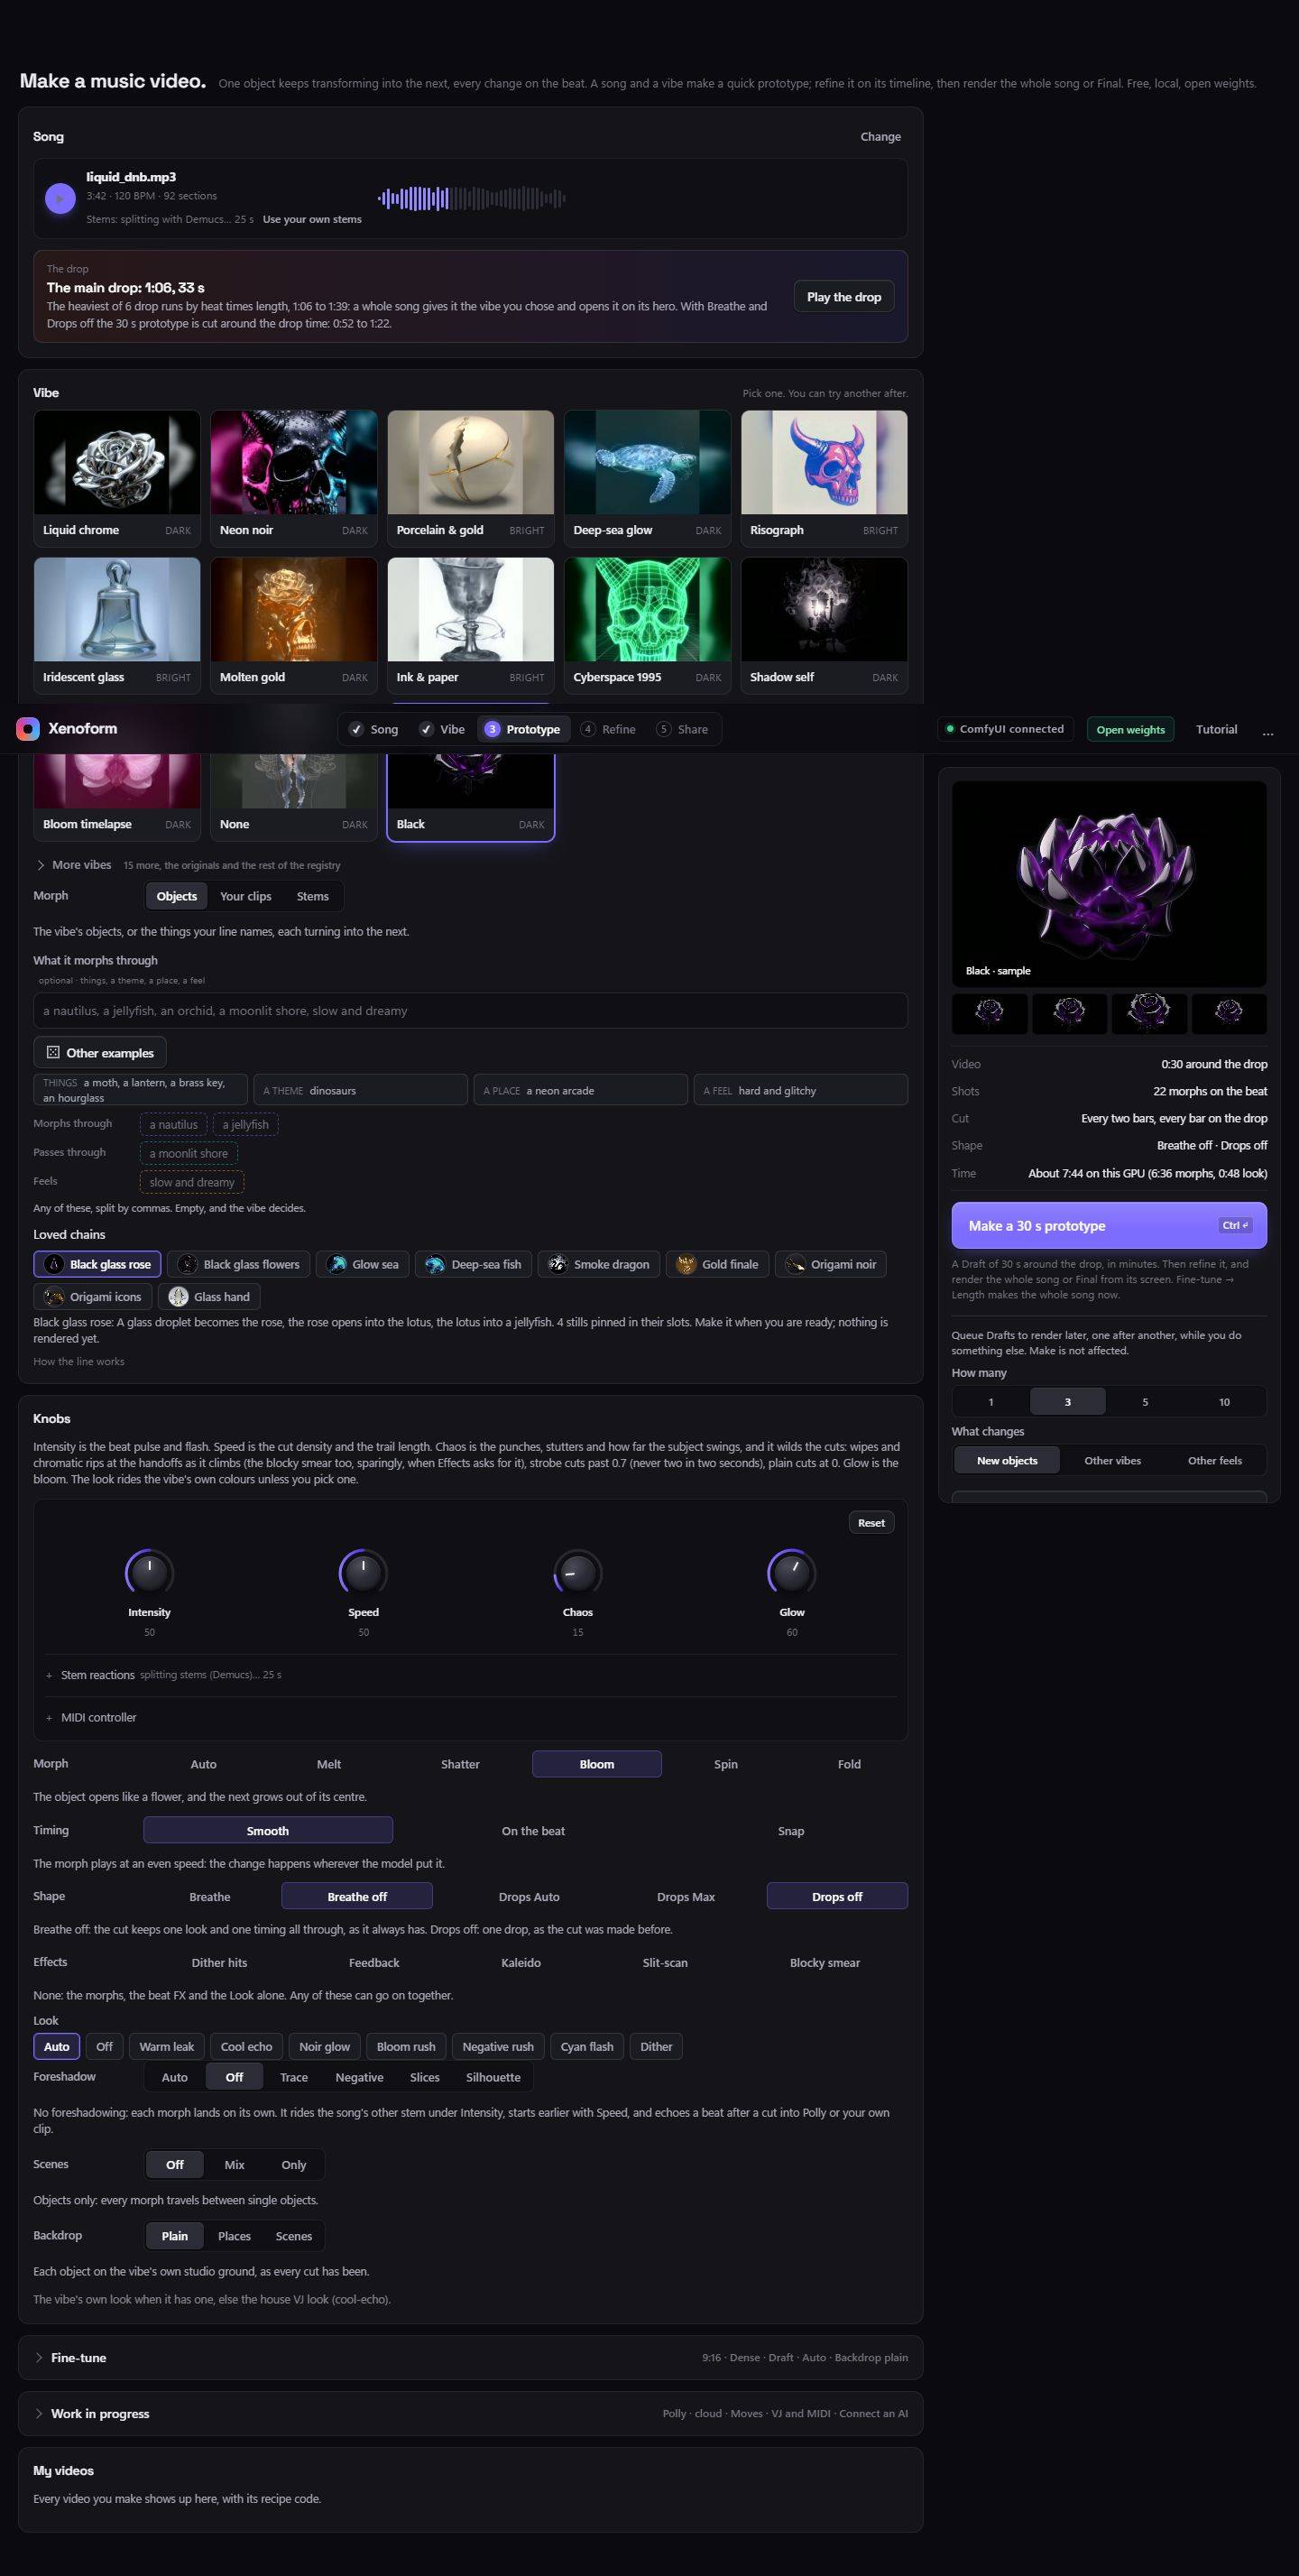 Make a music video. One object keeps transforming into the next, every change on the beat. A song and a vibe make a quick prototype; refine it on its timeline, then render the whole song or Final. Free, local, open weights.
Song Change
liquid_dnb.mp3
3:42 · 120 BPM · 92 sections
Stems: splitting with Demucs... 25 s Use your own stems
The drop
The main drop: 1:06, 33 s
The heaviest of 6 drop runs by heat times length, 1:06 to 1:39: a whole song gives it the vibe you chose and opens it on its hero. With Breathe and
Drops off the 30 s prototype is cut around the drop time: 0:52 to 1:22.
Play the drop
Vibe Pick one. You can try another after.
Liquid chrome DARK Neon noir DARK Porcelain & gold BRIGHT Deep-sea glow DARK Risograph BRIGHT
Iridescent glass BRIGHT Molten gold DARK Ink & paper BRIGHT Cyberspace 1995 DARK Shadow self DARK
Xenoform Song Vibe 3 Prototype 4 Refine 5 Share ComfyUI connected Open weights Tutorial ...
Bloom timelapse DARK None DARK Black DARK
More vibes 15 more, the originals and the rest of the registry
Morph Objects Your clips Stems
The vibe's objects, or the things your line names, each turning into the next.
What it morphs through
optional · things, a theme, a place, a feel
a nautilus, a jellyfish, an orchid, a moonlit shore, slow and dreamy
Other examples
THINGS a moth, a lantern, a brass key,
an hourglass
A THEME dinosaurs
A PLACE a neon arcade
A FEEL hard and glitchy
Morphs through a nautilus a jellyfish
Passes through a moonlit shore
Feels slow and dreamy
Any of these, split by commas. Empty, and the vibe decides.
Loved chains
Black glass rose Black glass flowers Glow sea Deep-sea fish Smoke dragon Gold finale Origami noir
Origami icons Glass hand
Black glass rose: A glass droplet becomes the rose, the rose opens into the lotus, the lotus into a jellyfish. 4 stills pinned in their slots. Make it when you are ready; nothing is
rendered yet.
How the line works
Black · sample
Video 0:30 around the drop
Shots 22 morphs on the beat
Cut Every two bars, every bar on the drop
Shape Breathe off · Drops off
Time About 7:44 on this GPU (6:36 morphs, 0:48 look)
Make a 30 s prototype Ctrl ↵
A Draft of 30 s around the drop, in minutes. Then refine it, and
render the whole song or Final from its screen. Fine-tune →
Length makes the whole song now.
Queue Drafts to render later, one after another, while you do
something else. Make is not affected.
How many
1 3 5 10
What changes
New objects Other vibes Other feels
Knobs
Intensity is the beat pulse and flash. Speed is the cut density and the trail length. Chaos is the punches, stutters and how far the subject swings, and it wilds the cuts: wipes and
chromatic rips at the handoffs as it climbs (the blocky smear too, sparingly, when Effects asks for it), strobe cuts past 0.7 (never two in two seconds), plain cuts at 0. Glow is the
bloom. The look rides the vibe's own colours unless you pick one.
Reset
Intensity Speed Chaos Glow
50 50 15 60
+ Stem reactions splitting stems (Demucs)... 25 s
+ MIDI controller
Morph Auto Melt Shatter Bloom Spin Fold
The object opens like a flower, and the next grows out of its centre.
Timing Smooth On the beat Snap
The morph plays at an even speed: the change happens wherever the model put it.
Shape Breathe Breathe off Drops Auto Drops Max Drops off
Breathe off: the cut keeps one look and one timing all through, as it always has. Drops off: one drop, as the cut was made before.
Effects Dither hits Feedback Kaleido Slit-scan Blocky smear
None: the morphs, the beat FX and the Look alone. Any of these can go on together.
Look
Auto Off Warm leak Cool echo Noir glow Bloom rush Negative rush Cyan flash Dither
Foreshadow Auto Off Trace Negative Slices Silhouette
No foreshadowing: each morph lands on its own. It rides the song's other stem under Intensity, starts earlier with Speed, and echoes a beat after a cut into Polly or your own
clip.
Scenes Off Mix Only
Objects only: every morph travels between single objects.
Backdrop Plain Places Scenes
Each object on the vibe's own studio ground, as every cut has been.
The vibe's own look when it has one, else the house VJ look (cool-echo).
Fine-tune 9:16 · Dense · Draft · Auto · Backdrop plain
Work in progress Polly · cloud · Moves · VJ and MIDI · Connect an AI
My videos
Every video you make shows up here, with its recipe code.